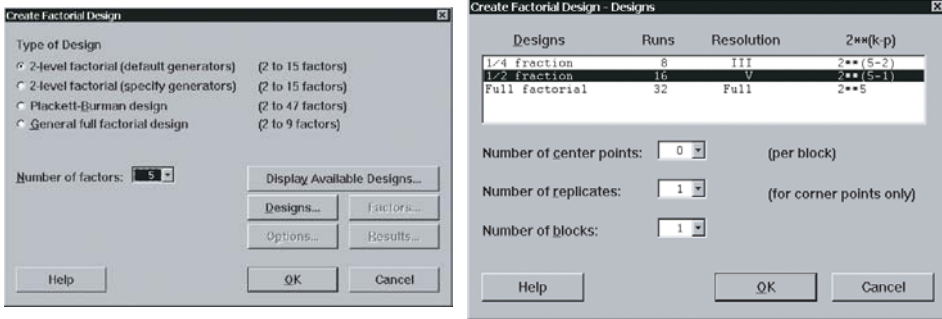 Create Factorial Design
Type of Design
2-level factorial (default generators) (2 to 15 factors)
2-level factorial (specify generators) (2 to 15 factors)
Plackett-Burman design (2 to 47 factors)
General full factorial design (2 to 9 factors)
Number of factors: 5
Display Available Designs...
Designs... Factors...
Options... Results...
Help OK Cancel
Create Factorial Design - Designs
Designs Runs Resolution 2**(k-p)
1/4 fraction 8 III 2**(5-2)
1/2 fraction 16 V 2**(5-1)
Full factorial 32 Full 2**5
Number of center points: 0 (per block)
Number of replicates: 1 (for corner points only)
Number of blocks: 1
Help OK Cancel